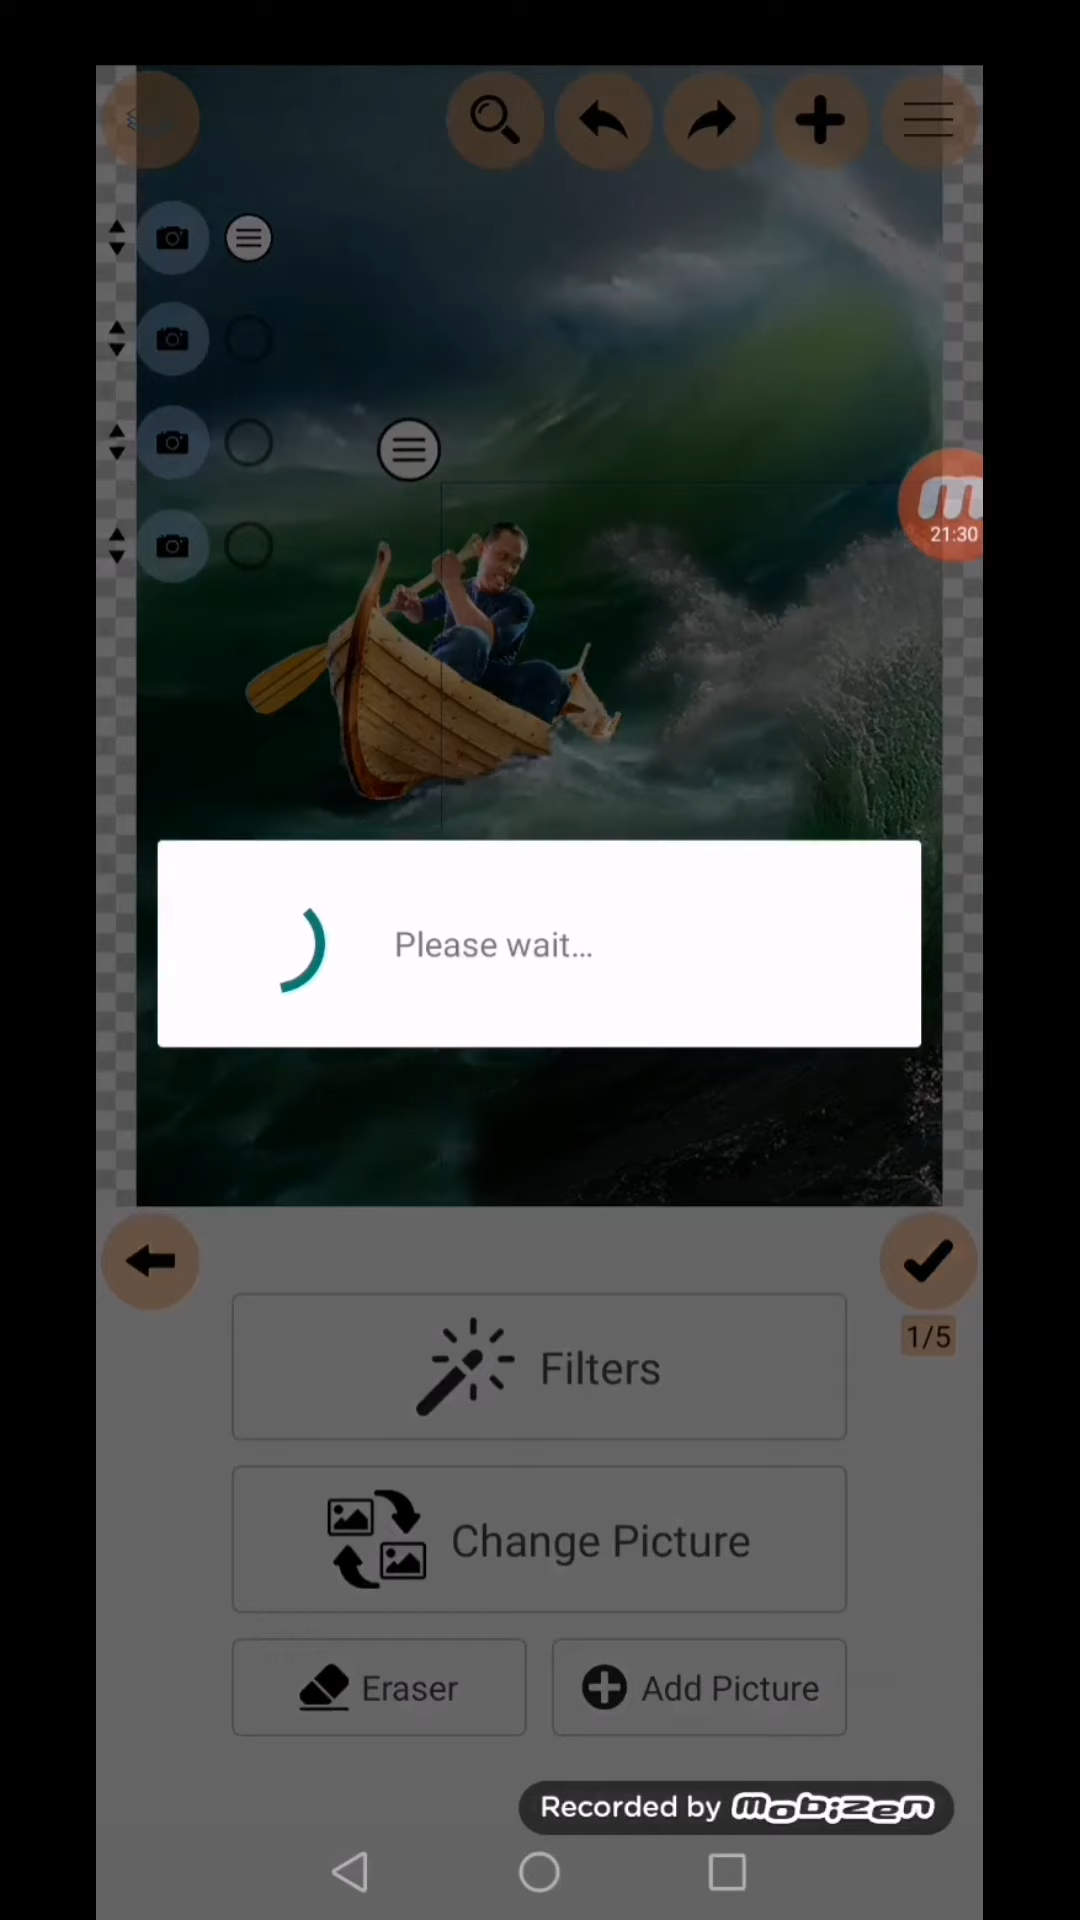 21:30
Please wait...
1/5
Filters
Change Picture
Eraser
Add Picture
Recorded by mobizen